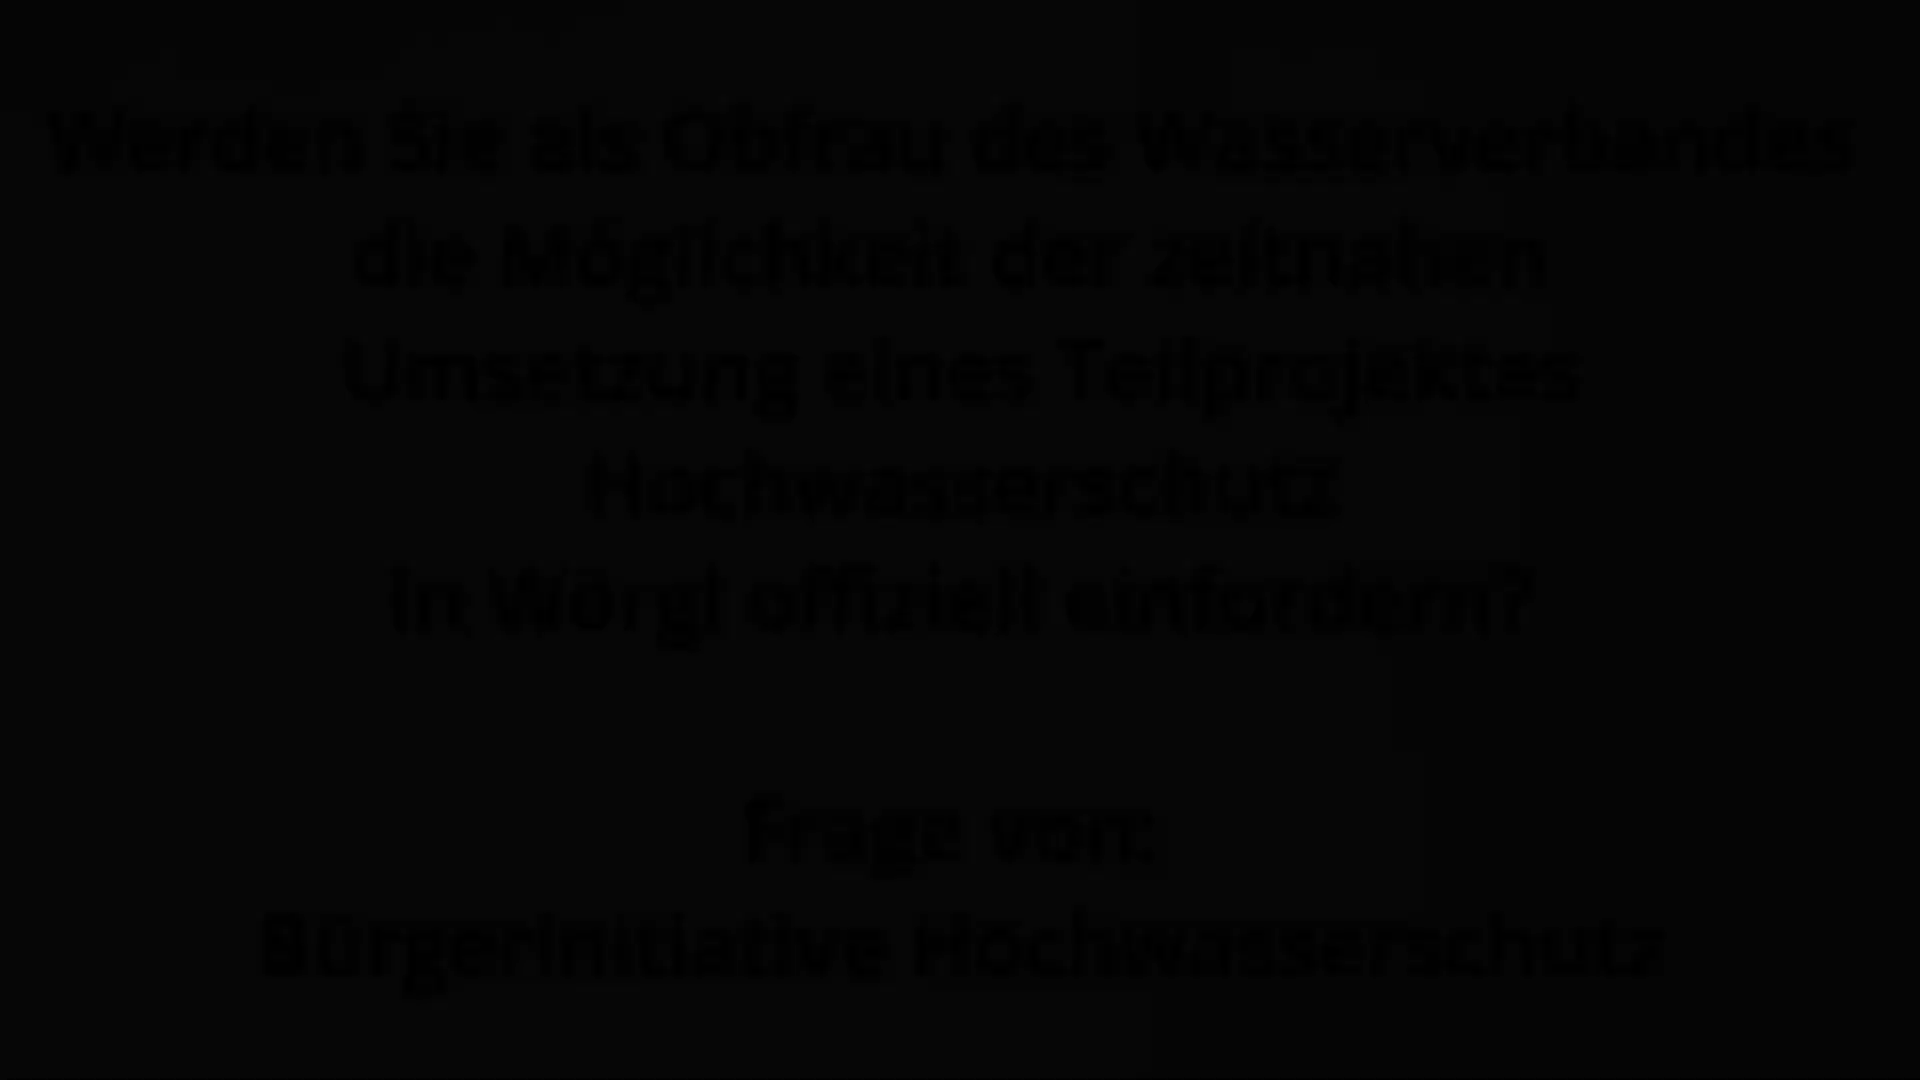 Werden Sie als Obfrau des Wasserverbandes
die Möglichkeit der zeitnahen
Umsetzung eines Teilprojektes
Hochwasserschutz
in Wörgl offiziell einfordern?
Frage von:
Bürgerinitiative Hochwasserschutz